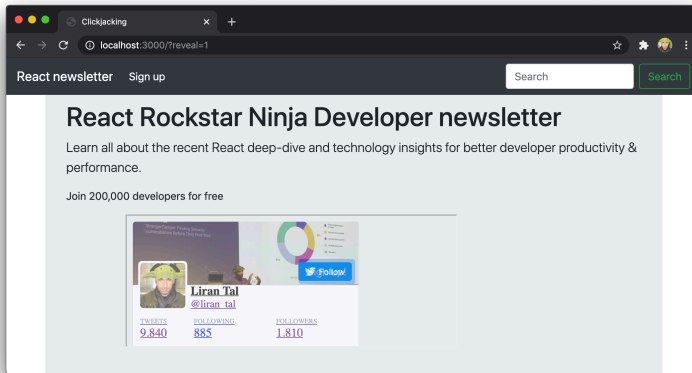 Clickjacking
localhost:3000/?reveal=1
React newsletter Sign up Search Search
React Rockstar Ninja Developer newsletter
Learn all about the recent React deep-dive and technology insights for better developer productivity &
performance.
Join 200,000 developers for free
Follow
Liran Tal
@liran_tal
TWEETS FOLLOWING FOLLOWERS
9.840 885 1.810